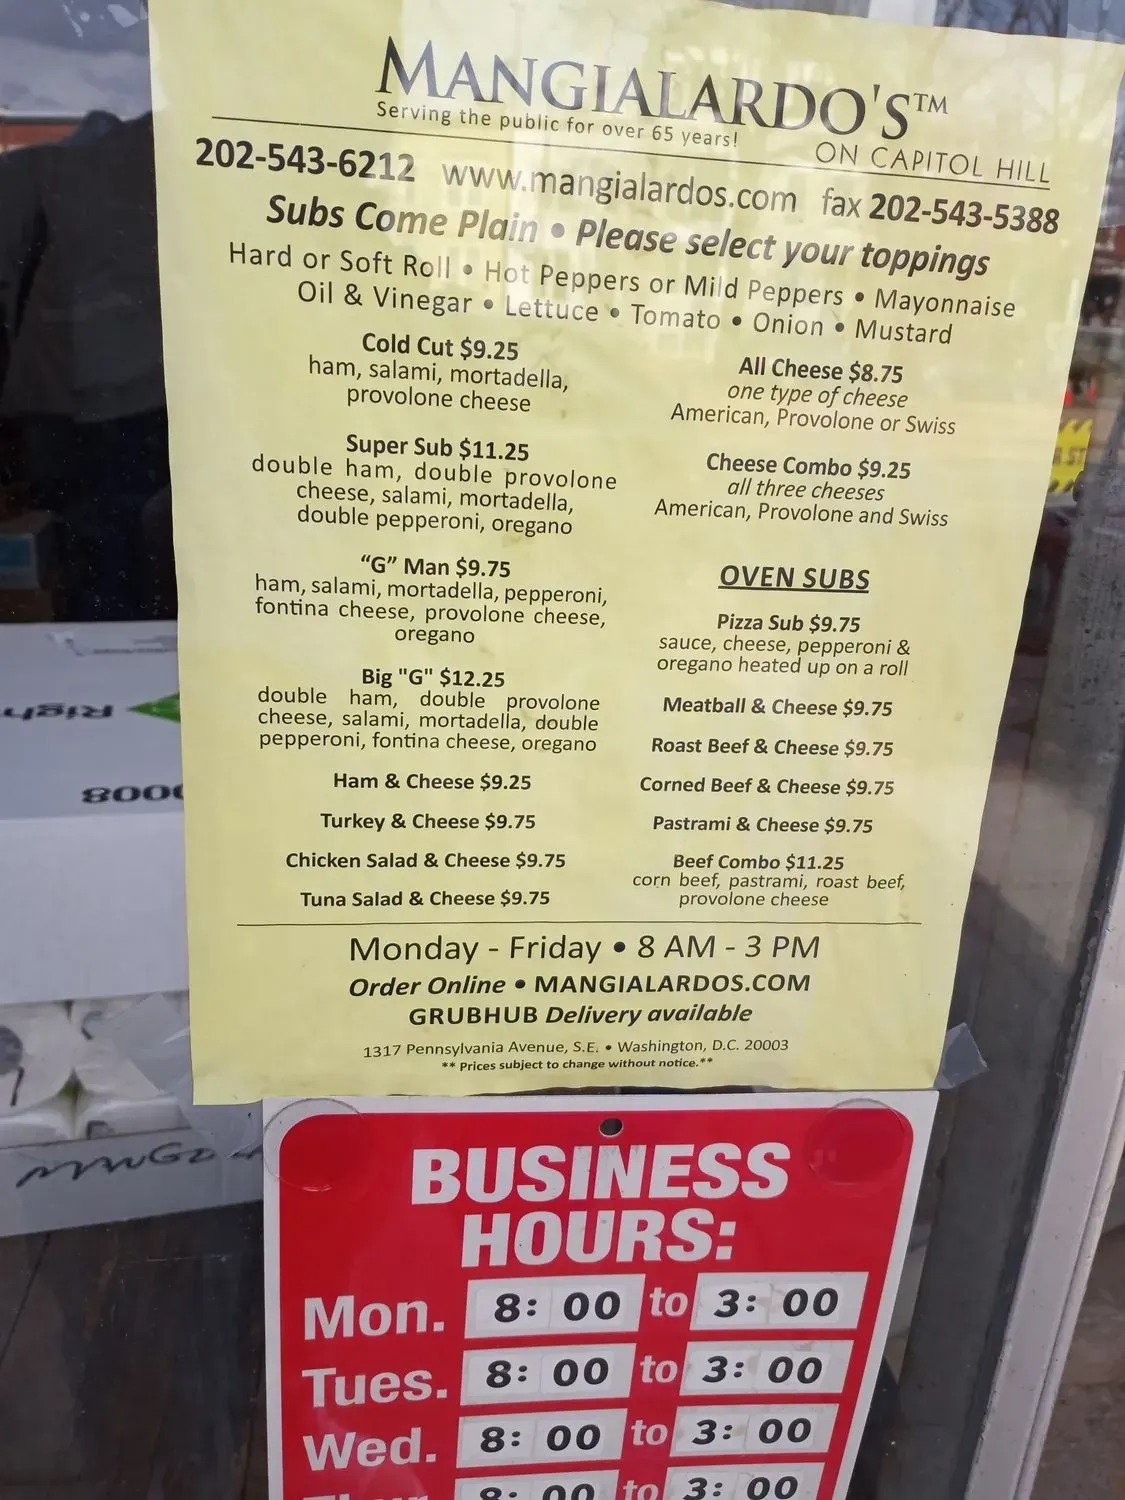 MANGIALARDO'S™
Serving the public for over 65 years!
ON CAPITOL HILL
202-543-6212 www.mangialardos.com fax 202-543-5388
Subs Come Plain • Please select your toppings
Hard or Soft Roll • Hot Peppers or Mild Peppers • Mayonnaise
Oil & Vinegar • Lettuce • Tomato • Onion • Mustard
Cold Cut $9.25
ham, salami, mortadella,
provolone cheese
Super Sub $11.25
double ham, double provolone
cheese, salami, mortadella,
double pepperoni, oregano
“G” Man $9.75
ham, salami, mortadella, pepperoni,
fontina cheese, provolone cheese,
oregano
Big "G" $12.25
double ham, double provolone
cheese, salami, mortadella, double
pepperoni, fontina cheese, oregano
Ham & Cheese $9.25
Turkey & Cheese $9.75
Chicken Salad & Cheese $9.75
Tuna Salad & Cheese $9.75
All Cheese $8.75
one type of cheese
American, Provolone or Swiss
Cheese Combo $9.25
all three cheeses
American, Provolone and Swiss
OVEN SUBS
Pizza Sub $9.75
sauce, cheese, pepperoni &
oregano heated up on a roll
Meatball & Cheese $9.75
Roast Beef & Cheese $9.75
Corned Beef & Cheese $9.75
Pastrami & Cheese $9.75
Beef Combo $11.25
corn beef, pastrami, roast beef,
provolone cheese
Monday - Friday • 8 AM - 3 PM
Order Online • MANGIALARDOS.COM
GRUBHUB Delivery available
1317 Pennsylvania Avenue, S.E. • Washington, D.C. 20003
** Prices subject to change without notice.**
BUSINESS
HOURS:
Mon. 8:00 to 3:00
Tues. 8:00 to 3:00
Wed. 8:00 to 3:00
8:00 to 3:00
Right